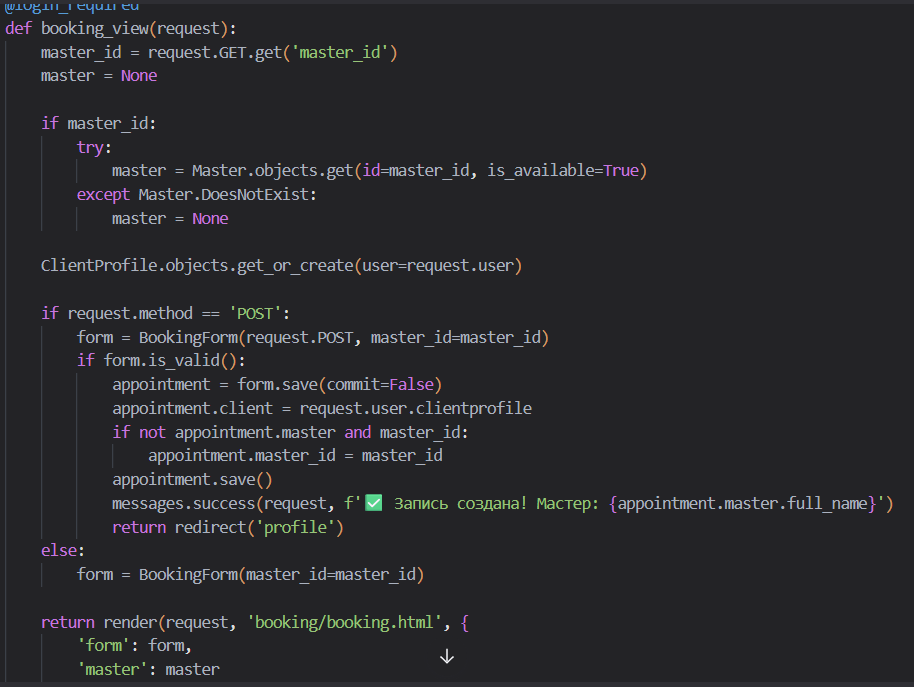 @login_required
def booking_view(request):
    master_id = request.GET.get('master_id')
    master = None
    if master_id:
        try:
            master = Master.objects.get(id=master_id, is_available=True)
        except Master.DoesNotExist:
            master = None
    ClientProfile.objects.get_or_create(user=request.user)
    if request.method == 'POST':
        form = BookingForm(request.POST, master_id=master_id)
        if form.is_valid():
            appointment = form.save(commit=False)
            appointment.client = request.user.clientprofile
            if not appointment.master and master_id:
                appointment.master_id = master_id
            appointment.save()
            messages.success(request, f'✅ Запись создана! Мастер: {appointment.master.full_name}')
            return redirect('profile')
    else:
        form = BookingForm(master_id=master_id)
    return render(request, 'booking/booking.html', {
        'form': form,
        'master': master